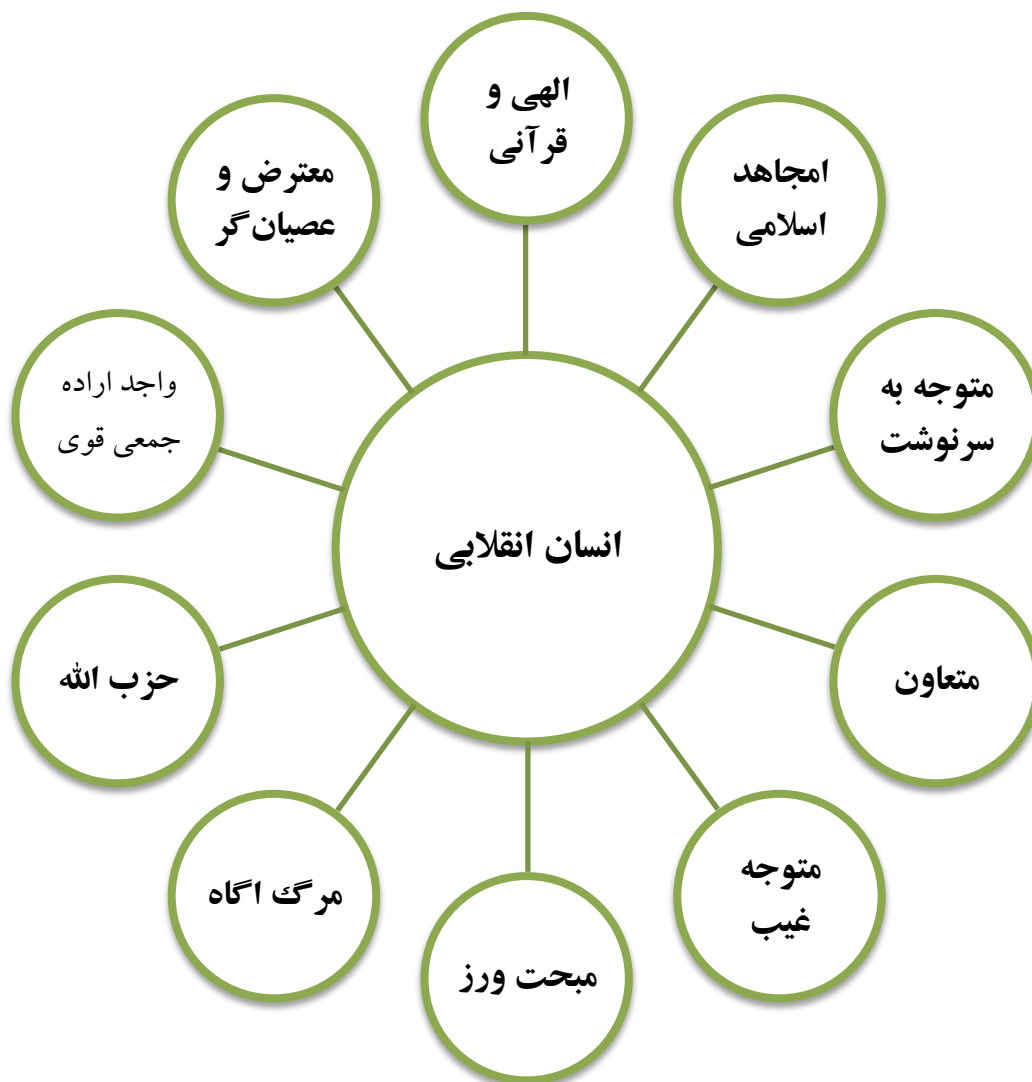 الهی و
قرآنی
امجاهد
اسلامی
متوجه به
سرنوشت
متعاون
متوجه
غیب
مبحت ورز
مرگ اگاه
حزب الله
واجد اراده
جمعی قوی
معترض و
عصیان‌گر
انسان انقلابی